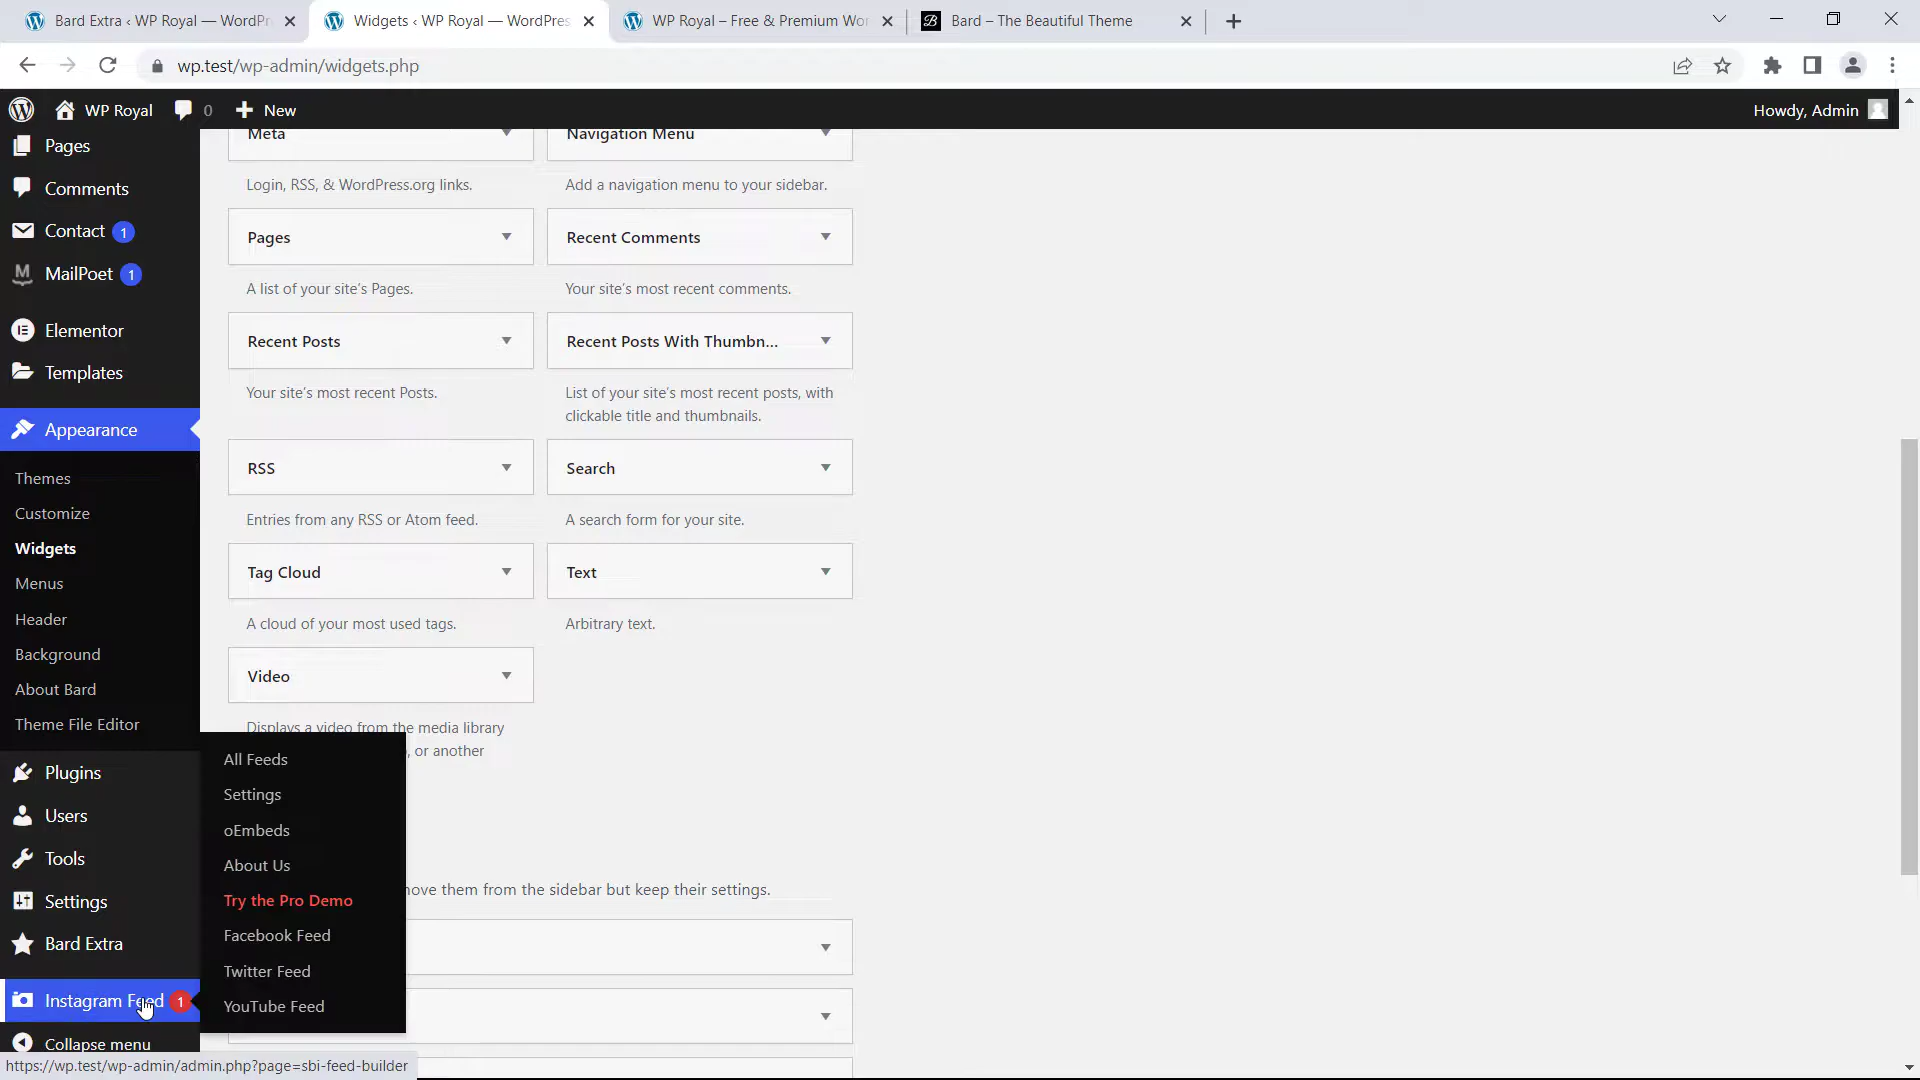 Bard Extra ‹ WP Royal — WordPr
Widgets ‹ WP Royal — WordPres
WP Royal – Free & Premium Wor
B
Bard – The Beautiful Theme
wp.test/wp-admin/widgets.php
WP Royal
0
New
Howdy, Admin
Pages
Comments
Contact 1
MailPoet 1
Elementor
Templates
Appearance
Themes
Customize
Widgets
Menus
Header
Background
About Bard
Theme File Editor
Plugins
Users
Tools
Settings
Bard Extra
Instagram Feed 1
Collapse menu
Meta
Navigation Menu
Login, RSS, & WordPress.org links.
Add a navigation menu to your sidebar.
Pages
Recent Comments
A list of your site’s Pages.
Your site’s most recent comments.
Recent Posts
Recent Posts With Thumbn...
Your site’s most recent Posts.
List of your site’s most recent posts, with
clickable title and thumbnails.
RSS
Search
Entries from any RSS or Atom feed.
A search form for your site.
Tag Cloud
Text
A cloud of your most used tags.
Arbitrary text.
Video
Displays a video from the media library
, or another
All Feeds
Settings
oEmbeds
About Us
Try the Pro Demo
Facebook Feed
Twitter Feed
YouTube Feed
move them from the sidebar but keep their settings.
https://wp.test/wp-admin/admin.php?page=sbi-feed-builder